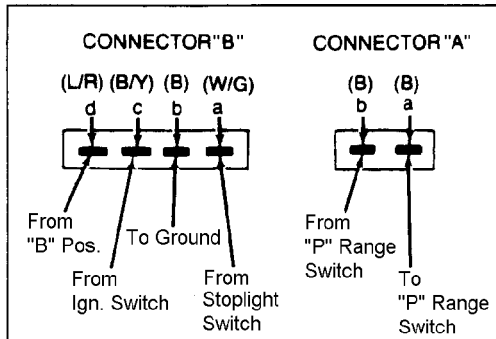 CONNECTOR"B"
CONNECTOR"A"
(L/R) (B/Y) (B) (W/G)
d c b a
(B) (B)
b a
From
"B" Pos.
To Ground
From
Ign. Switch
From
Stoplight
Switch
From
"P" Range
Switch
To
"P" Range
Switch